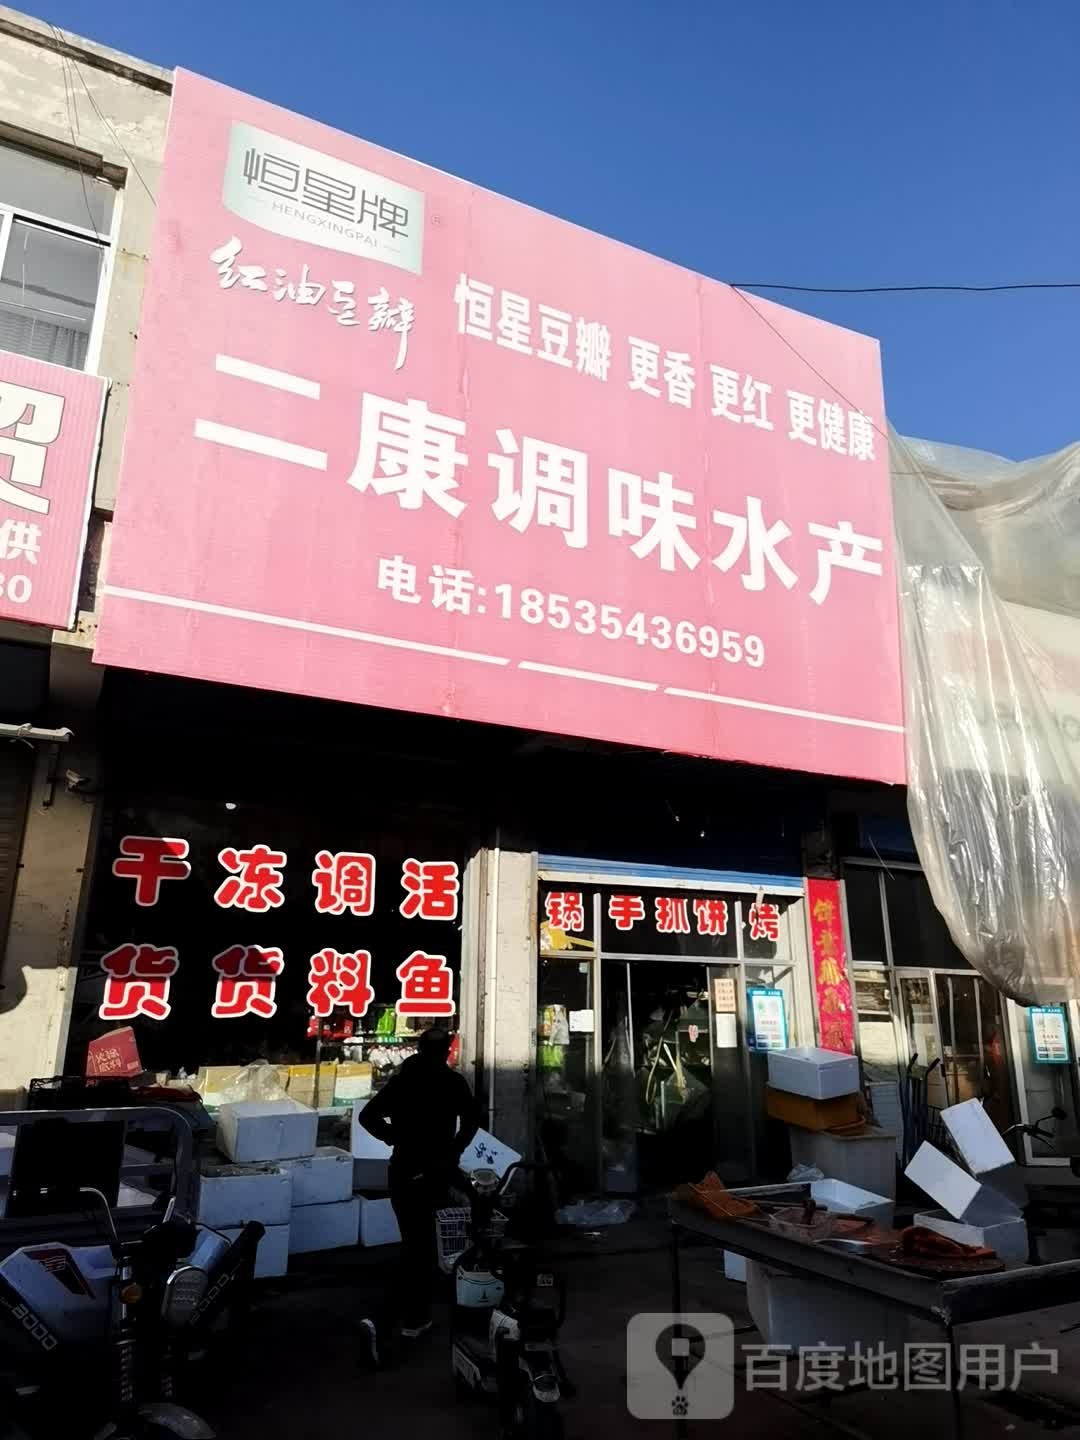 恒星牌®
HENGXINGPAI
红油豆瓣
恒星豆瓣 更香 更红 更健康
二康调味水产
电话:18535436959
贸
供
80
干 冻 调 活
货 货 料 鱼
锅 手抓饼 烤
百度地图用户